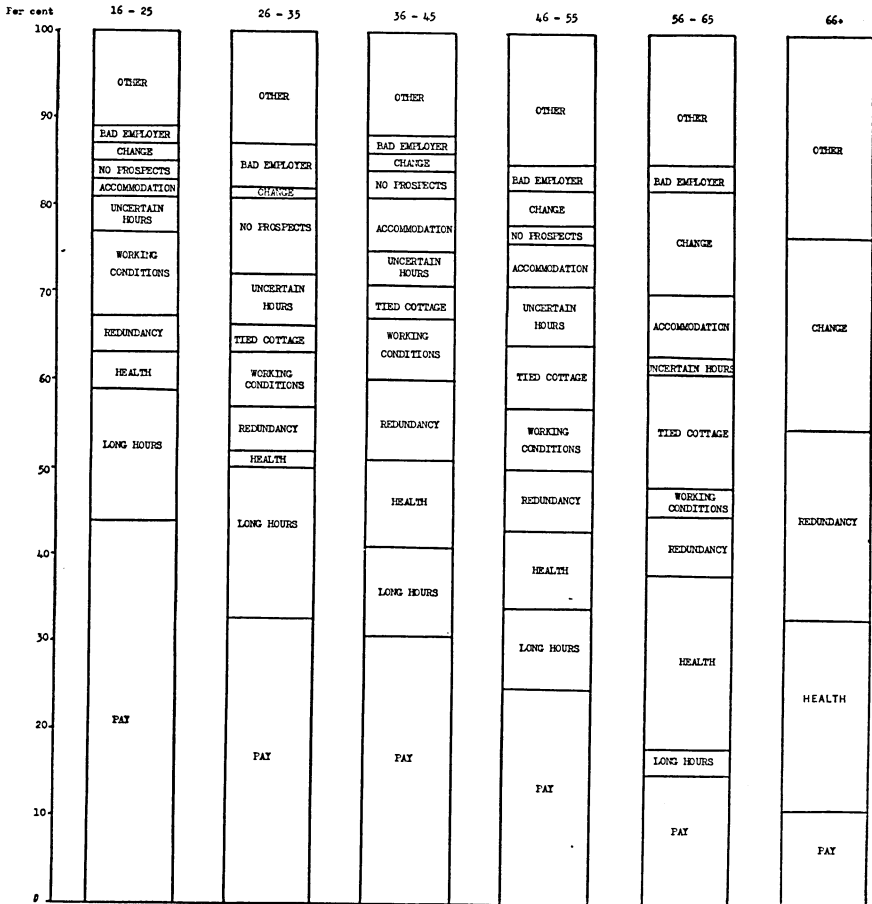 Per cent
16 - 25
26 - 35
36 - 45
46 - 55
56 - 65
66+
100
90
80
70
60
50
40
30
20
10
0
OTHER
BAD EMPLOYER
CHANGE
NO PROSPECTS
ACCOMMODATION
UNCERTAIN
HOURS
WORKING
CONDITIONS
REDUNDANCY
HEALTH
LONG HOURS
PAY
OTHER
BAD EMPLOYER
CHANGE
NO PROSPECTS
UNCERTAIN
HOURS
TIED COTTAGE
WORKING
CONDITIONS
REDUNDANCY
HEALTH
LONG HOURS
PAY
OTHER
BAD EMPLOYER
CHANGE
NO PROSPECTS
ACCOMMODATION
UNCERTAIN
HOURS
TIED COTTAGE
WORKING
CONDITIONS
REDUNDANCY
HEALTH
LONG HOURS
PAY
OTHER
BAD EMPLOYER
CHANGE
NO PROSPECTS
ACCOMMODATION
UNCERTAIN
HOURS
TIED COTTAGE
WORKING
CONDITIONS
REDUNDANCY
HEALTH
LONG HOURS
PAY
OTHER
BAD EMPLOYER
CHANGE
ACCOMMODATION
UNCERTAIN HOURS
TIED COTTAGE
WORKING
CONDITIONS
REDUNDANCY
HEALTH
LONG HOURS
PAY
OTHER
CHANGE
REDUNDANCY
HEALTH
PAY